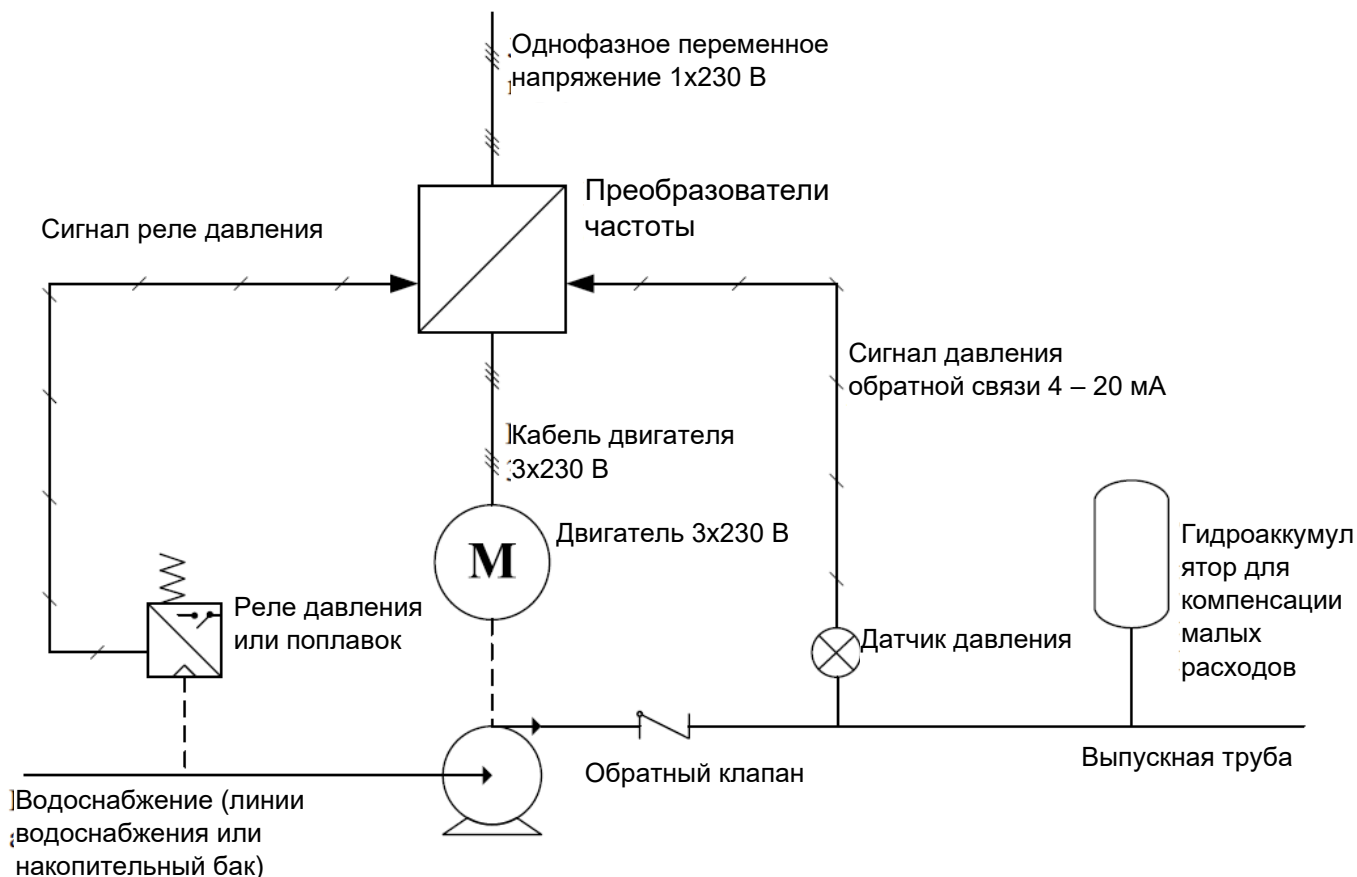 Однофазное переменное
напряжение 1x230 В
Преобразователи
частоты
Сигнал реле давления
Сигнал давления
обратной связи 4 – 20 мА
Кабель двигателя
3x230 В
Двигатель 3x230 В
M
Гидроаккумул
ятор для
компенсации
малых
расходов
Реле давления
или поплавок
Датчик давления
Обратный клапан
Выпускная труба
Водоснабжение (линии
водоснабжения или
накопительный бак)